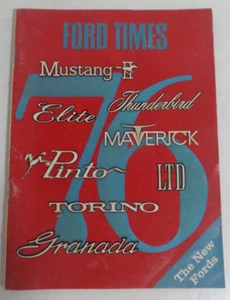 FORD TIMES
Mustang II
Thunderbird
Elite
MAVERICK
76
Pinto
LTD
TORINO
Granada
The New
Fords